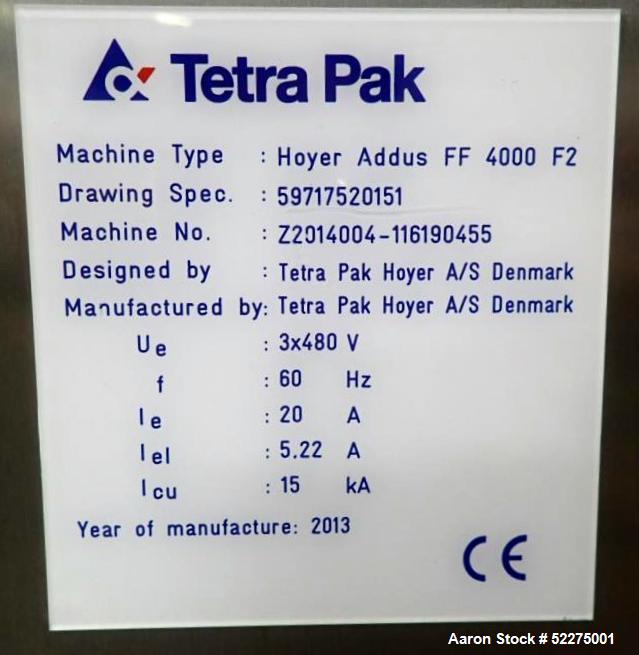 Tetra Pak
Machine Type : Hoyer Addus FF 4000 F2
Drawing Spec. : 59717520151
Machine No. : Z2014004-116190455
Designed by : Tetra Pak Hoyer A/S Denmark
Manufactured by: Tetra Pak Hoyer A/S Denmark
Ue : 3x480 V
f : 60 Hz
Ie : 20 A
Iel : 5.22 A
Icu : 15 kA
Year of manufacture: 2013
CE
Aaron Stock # 52275001